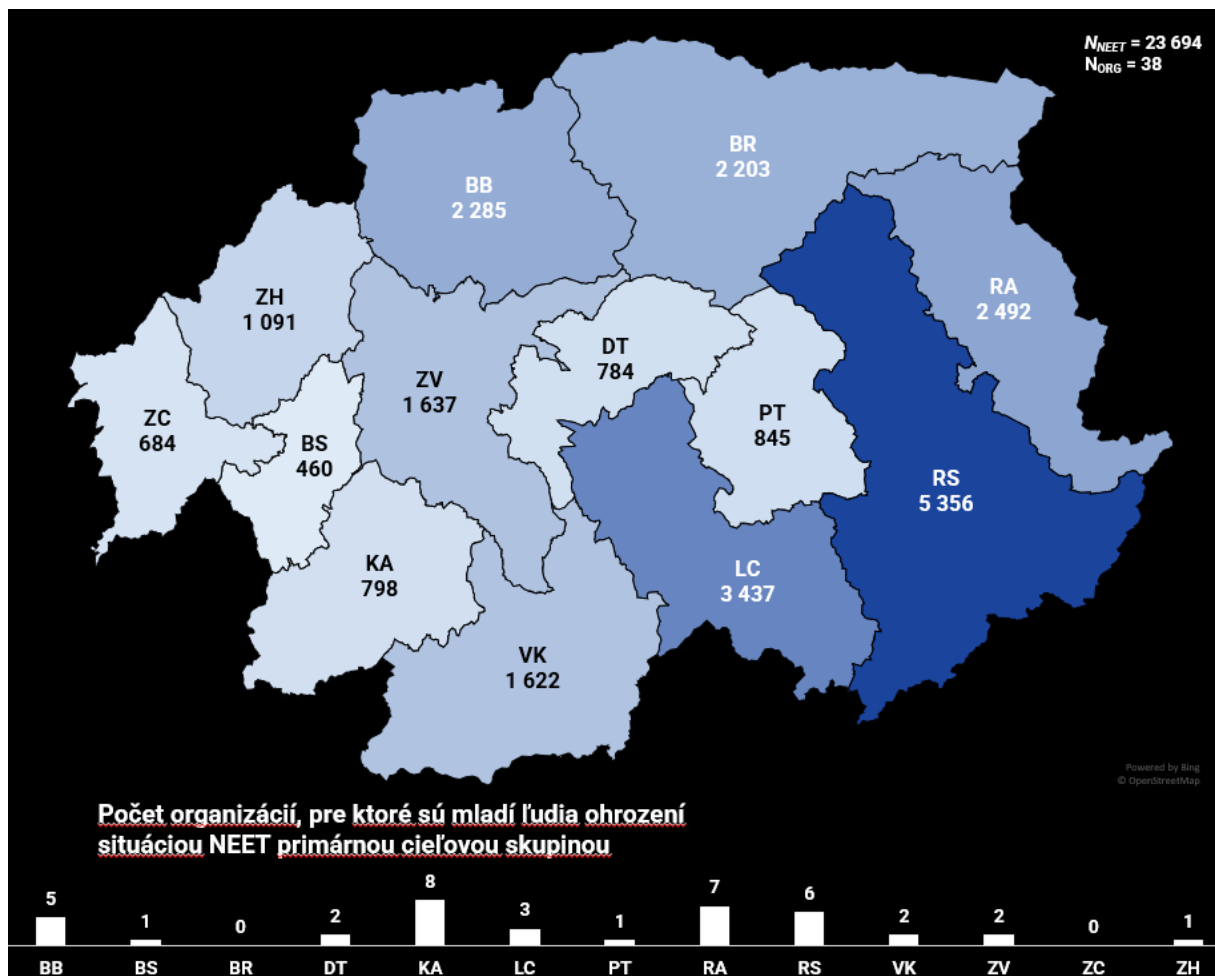 N_NEET = 23 694
N_ORG = 38
BR
2 203
BB
2 285
RA
2 492
ZH
1 091
DT
784
ZV
1 637
ZC
684
PT
845
BS
460
RS
5 356
KA
798
LC
3 437
VK
1 622
Powered by Bing
© OpenStreetMap
Počet organizácií, pre ktoré sú mladí ľudia ohrození
situáciou NEET primárnou cieľovou skupinou
5 1 0 2 8 3 1 7 6 2 2 0 1
BB BS BR DT KA LC PT RA RS VK ZV ZC ZH